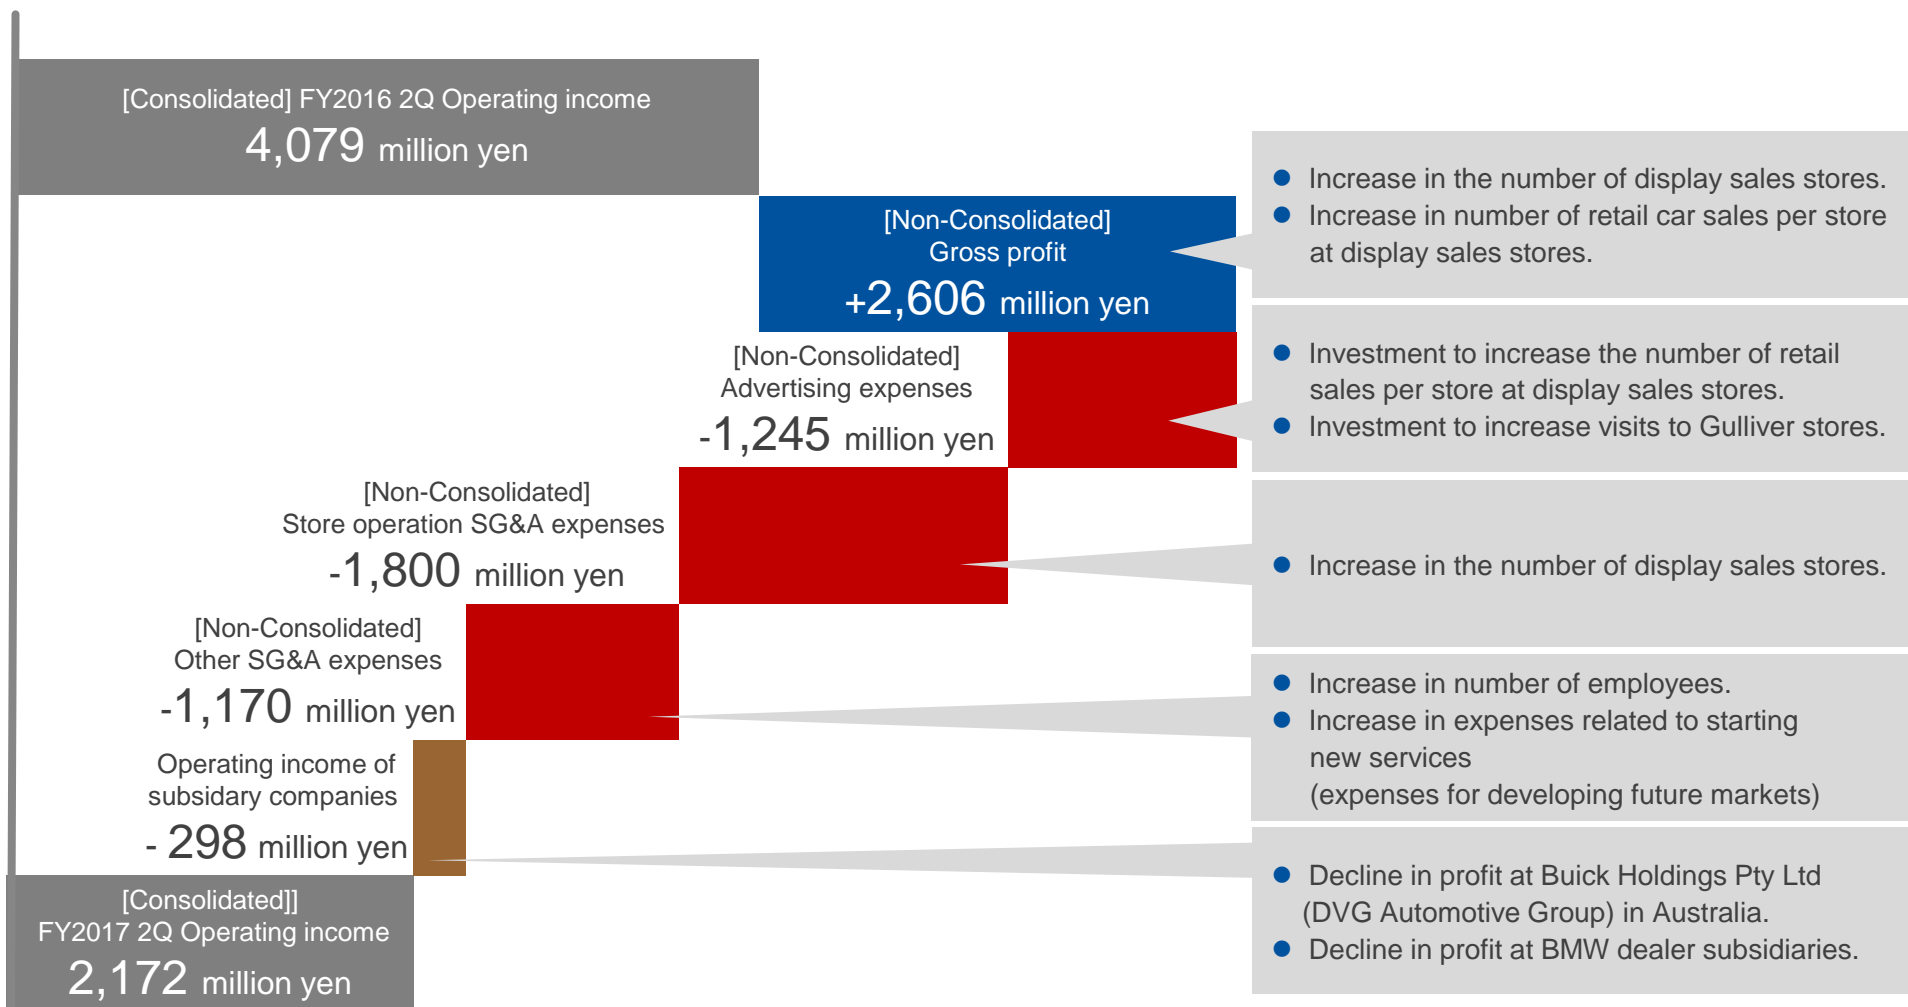 [Consolidated] FY2016 2Q Operating income
4,079 million yen
[Non-Consolidated]
Gross profit
+2,606 million yen
● Increase in the number of display sales stores.
● Increase in number of retail car sales per store
at display sales stores.
[Non-Consolidated]
Advertising expenses
-1,245 million yen
● Investment to increase the number of retail
sales per store at display sales stores.
● Investment to increase visits to Gulliver stores.
[Non-Consolidated]
Store operation SG&A expenses
-1,800 million yen
● Increase in the number of display sales stores.
[Non-Consolidated]
Other SG&A expenses
-1,170 million yen
● Increase in number of employees.
● Increase in expenses related to starting
new services
(expenses for developing future markets)
Operating income of
subsidary companies
- 298 million yen
● Decline in profit at Buick Holdings Pty Ltd
(DVG Automotive Group) in Australia.
● Decline in profit at BMW dealer subsidiaries.
[Consolidated]]
FY2017 2Q Operating income
2,172 million yen